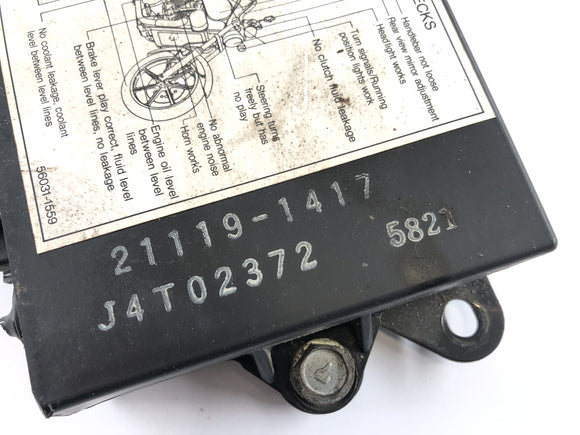 ECKS
Handlebar not loose
Rear view mirror adjustment
Headlight works
Turn signals/Running
position lights work
No clutch fluid leakage
Steering turns
freely but has
no play
No abnormal
engine noise
Horn works
Engine oil level
between level
lines
Brake lever play correct, fluid level
between level lines, no leakage
No coolant leakage, coolant
level between level lines
56031-1559
21119-1417
J4T02372
5821
4